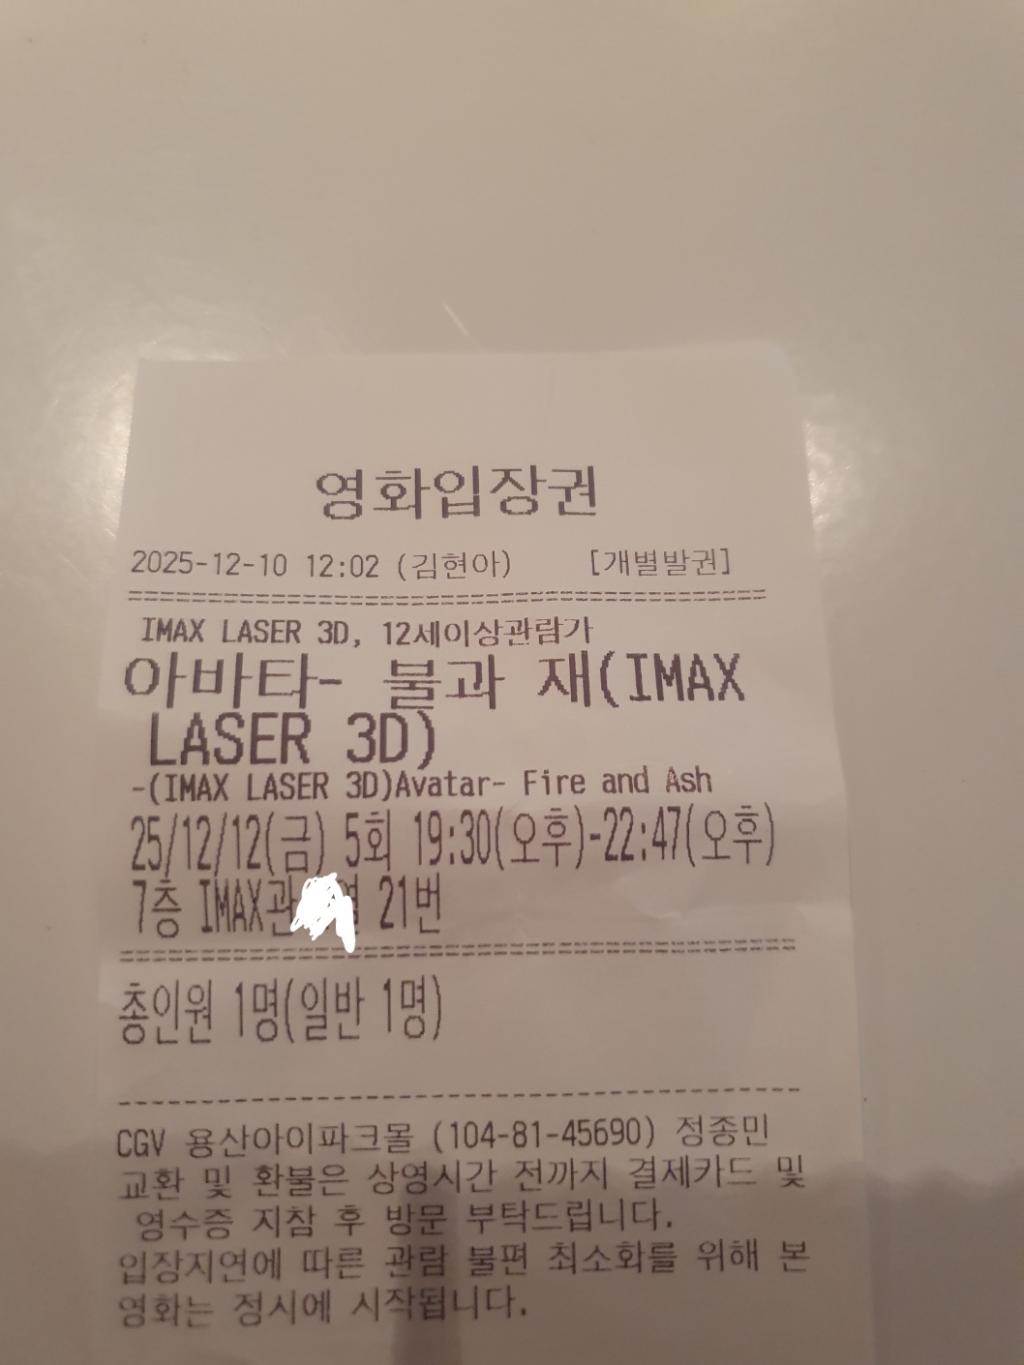 영화입장권
2025-12-10 12:02 (김현아) [개별발권]
IMAX LASER 3D, 12세이상관람가
아바타- 불과 재(IMAX
LASER 3D)
-(IMAX LASER 3D)Avatar- Fire and Ash
25/12/12(금) 5회 19:30(오후)-22:47(오후)
7층 IMAX관 열 21번
총인원 1명(일반 1명)
CGV 용산아이파크몰 (104-81-45690) 정종민
교환 및 환불은 상영시간 전까지 결제카드 및
영수증 지참 후 방문 부탁드립니다.
입장지연에 따른 관람 불편 최소화를 위해 본
영화는 정시에 시작됩니다.